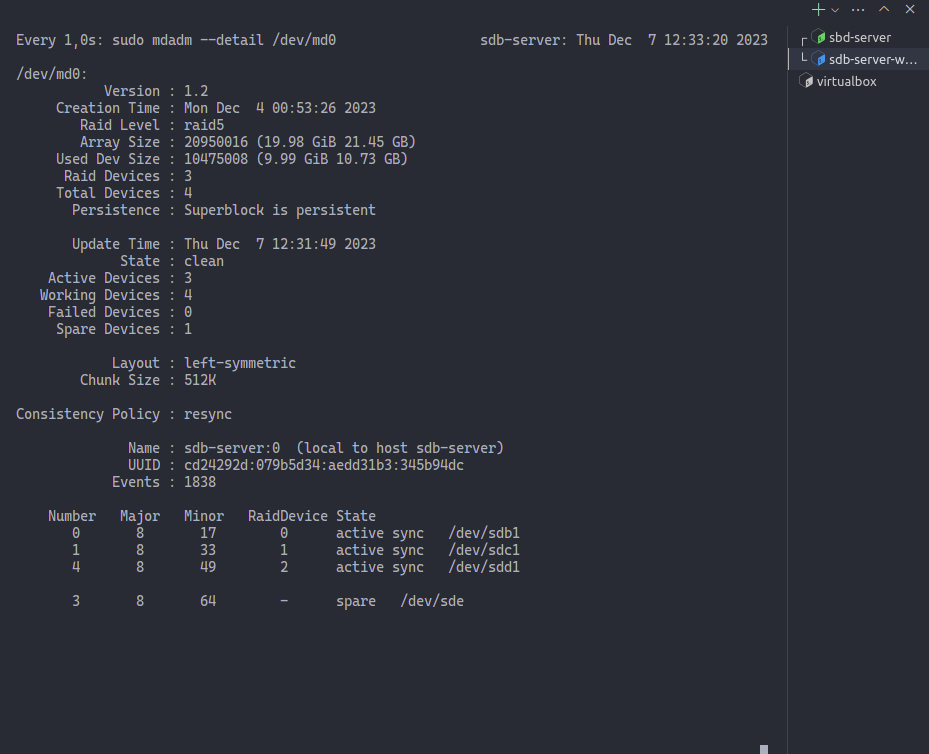 Every 1,0s: sudo mdadm --detail /dev/md0                  sdb-server: Thu Dec  7 12:33:20 2023
/dev/md0:
           Version : 1.2
     Creation Time : Mon Dec  4 00:53:26 2023
        Raid Level : raid5
        Array Size : 20950016 (19.98 GiB 21.45 GB)
     Used Dev Size : 10475008 (9.99 GiB 10.73 GB)
      Raid Devices : 3
     Total Devices : 4
       Persistence : Superblock is persistent
       Update Time : Thu Dec  7 12:31:49 2023
             State : clean
    Active Devices : 3
   Working Devices : 4
    Failed Devices : 0
     Spare Devices : 1
            Layout : left-symmetric
        Chunk Size : 512K
Consistency Policy : resync
              Name : sdb-server:0  (local to host sdb-server)
              UUID : cd24292d:079b5d34:aedd31b3:345b94dc
            Events : 1838
    Number   Major   Minor   RaidDevice State
       0       8       17        0      active sync   /dev/sdb1
       1       8       33        1      active sync   /dev/sdc1
       4       8       49        2      active sync   /dev/sdd1
       3       8       64        -      spare   /dev/sde
sbd-server
sdb-server-w...
virtualbox